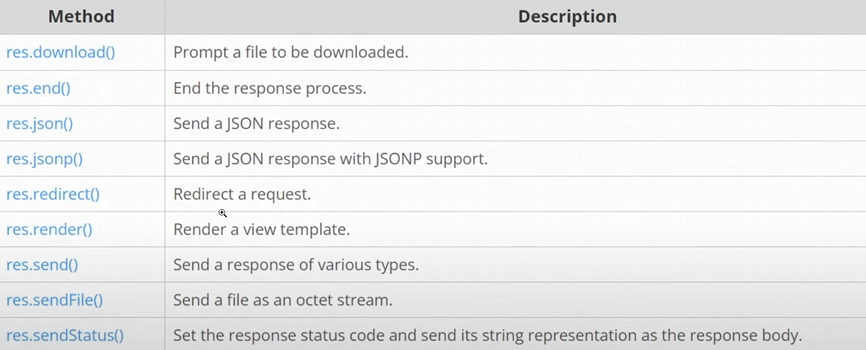 Method Description
res.download() Prompt a file to be downloaded.
res.end() End the response process.
res.json() Send a JSON response.
res.jsonp() Send a JSON response with JSONP support.
res.redirect() Redirect a request.
res.render() Render a view template.
res.send() Send a response of various types.
res.sendFile() Send a file as an octet stream.
res.sendStatus() Set the response status code and send its string representation as the response body.